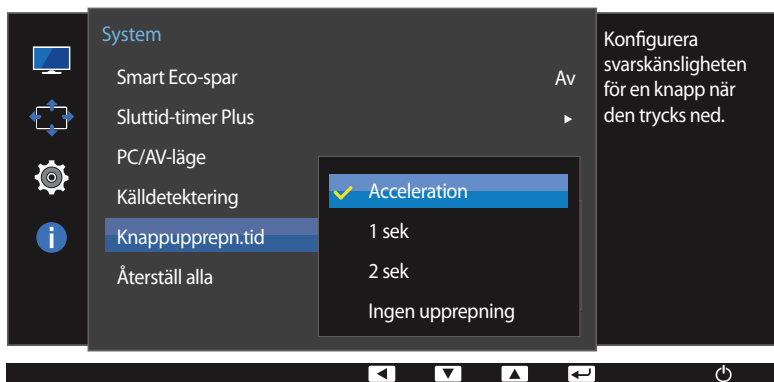 System
Smart Eco-spar Av
Sluttid-timer Plus
PC/AV-läge
Källdetektering
Knappupprepn.tid
Återställ alla
Acceleration
1 sek
2 sek
Ingen upprepning
Konfigurera
svarskänsligheten
för en knapp när
den trycks ned.